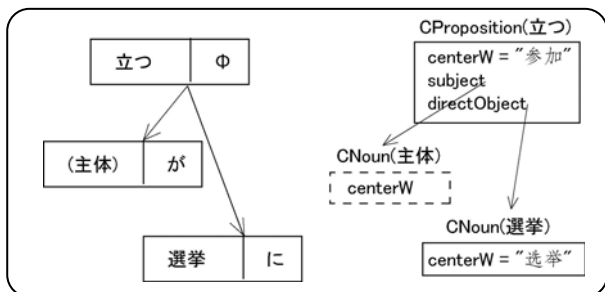 立つ Φ
(主体) が
選挙 に
CProposition(立つ)
centerW = "参加"
subject
directObject
CNoun(主体)
centerW
CNoun(選挙)
centerW = "选举"